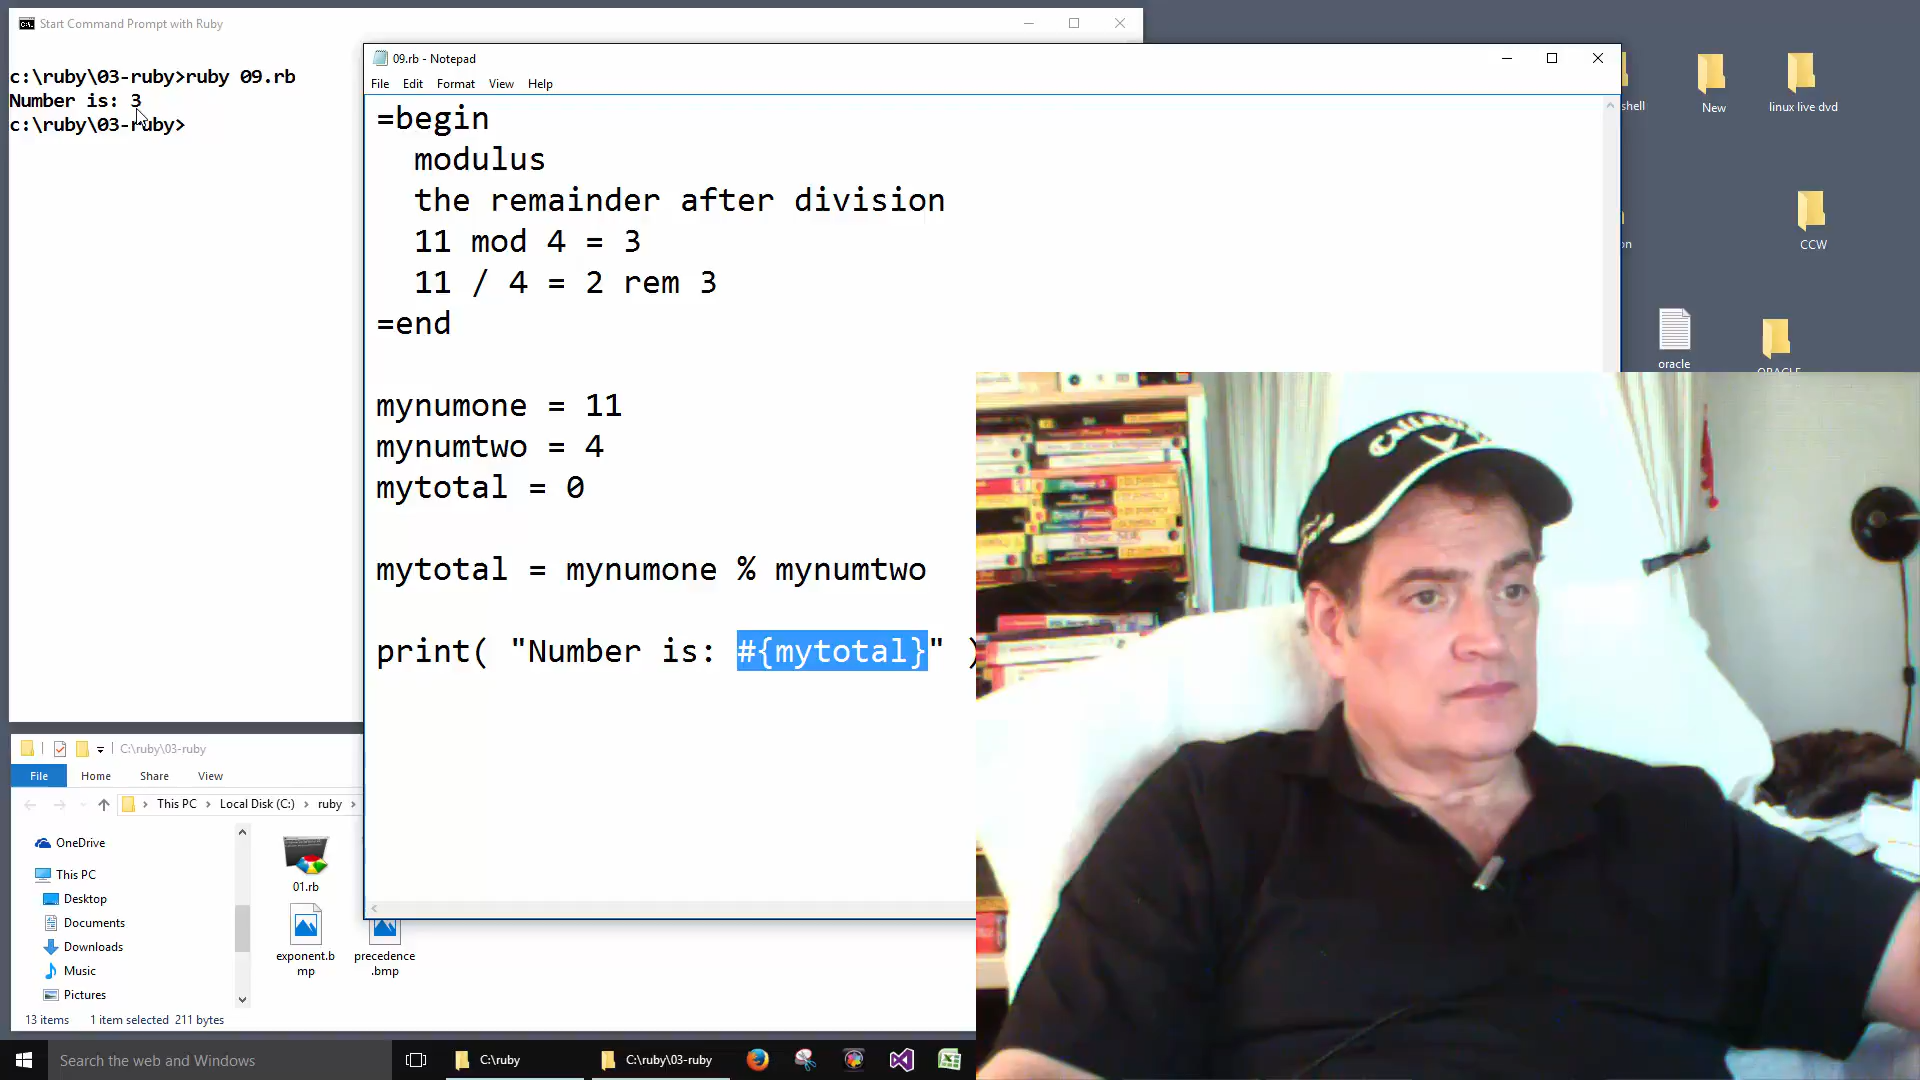 Start Command Prompt with Ruby
c:\ruby\03-ruby>ruby 09.rb
Number is: 3
c:\ruby\03-ruby>
09.rb - Notepad
File Edit Format View Help
=begin
modulus
the remainder after division
11 mod 4 = 3
11 / 4 = 2 rem 3
=end
mynumone = 11
mynumtwo = 4
mytotal = 0
mytotal = mynumone % mynumtwo
print( "Number is: #{mytotal}" )
shell
New
linux live dvd
CCW
oracle
ORACLE
CALLAWAY
C:\ruby\03-ruby
File Home Share View
This PC > Local Disk (C:) > ruby >
OneDrive
This PC
Desktop
Documents
Downloads
Music
Pictures
01.rb
exponent.b
mp
precedence
.bmp
13 items 1 item selected 211 bytes
Search the web and Windows
C:\ruby
C:\ruby\03-ruby